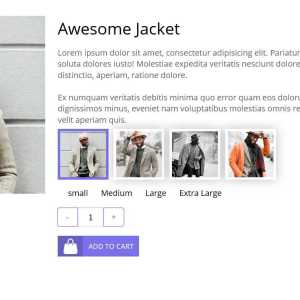 Awesome Jacket
Lorem ipsum dolor sit amet, consectetur adipisicing elit. Pariatur
soluta dolores iusto! Molestiae expedita veritatis nesciunt dolore
distinctio, aperiam, ratione dolore.
Ex numquam veritatis debitis minima quo error quam eos
dignissimos minus, eveniet nam voluptatibus molestias omnis re
velit aperiam quis.
small Medium Large Extra Large
- 1 +
ADD TO CART